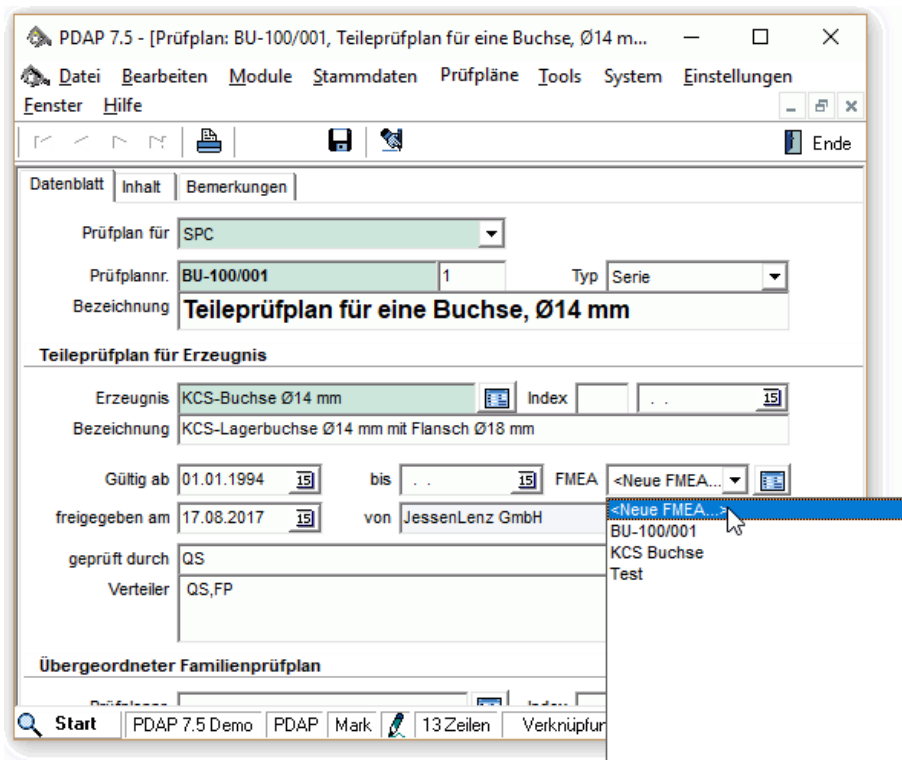 PDAP 7.5 - [Prüfplan: BU-100/001, Teileprüfplan für eine Buchse, Ø14 m...
Datei Bearbeiten Module Stammdaten Prüfpläne Tools System Einstellungen
Fenster Hilfe
Ende
Datenblatt Inhalt Bemerkungen
Prüfplan für SPC
Prüfplannr. BU-100/001 1 Typ Serie
Bezeichnung Teileprüfplan für eine Buchse, Ø14 mm
Teileprüfplan für Erzeugnis
Erzeugnis KCS-Buchse Ø14 mm Index . . 15
Bezeichnung KCS-Lagerbuchse Ø14 mm mit Flansch Ø18 mm
Gültig ab 01.01.1994 15 bis . . 15 FMEA <Neue FMEA...
freigegeben am 17.08.2017 15 von JessenLenz GmbH
<Neue FMEA...>
BU-100/001
KCS Buchse
Test
geprüft durch QS
Verteiler QS,FP
Übergeordneter Familienprüfplan
Start PDAP 7.5 Demo PDAP Mark 13 Zeilen Verknüpfun